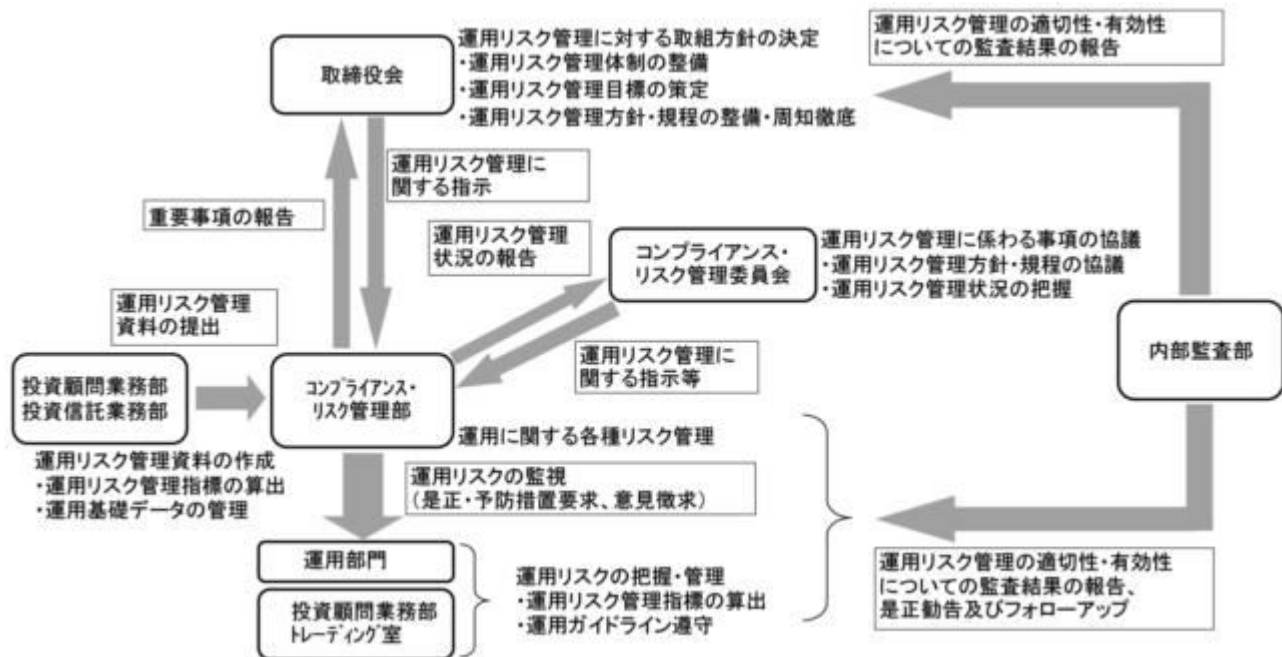 取締役会
運用リスク管理に対する取組方針の決定
・運用リスク管理体制の整備
・運用リスク管理目標の策定
・運用リスク管理方針・規程の整備・周知徹底
運用リスク管理の適切性・有効性
についての監査結果の報告
運用リスク管理に
関する指示
重要事項の報告
運用リスク管理
状況の報告
コンプライアンス・
リスク管理委員会
運用リスク管理に係わる事項の協議
・運用リスク管理方針・規程の協議
・運用リスク管理状況の把握
運用リスク管理
資料の提出
内部監査部
運用リスク管理に
関する指示等
投資顧問業務部
投資信託業務部
コンプライアンス・
リスク管理部
運用に関する各種リスク管理
運用リスク管理資料の作成
・運用リスク管理指標の算出
・運用基礎データの管理
運用リスクの監視
（是正・予防措置要求、意見徴求）
運用部門
投資顧問業務部
トレーディング室
運用リスクの把握・管理
・運用リスク管理指標の算出
・運用ガイドライン遵守
運用リスク管理の適切性・有効性
についての監査結果の報告、
是正勧告及びフォローアップ